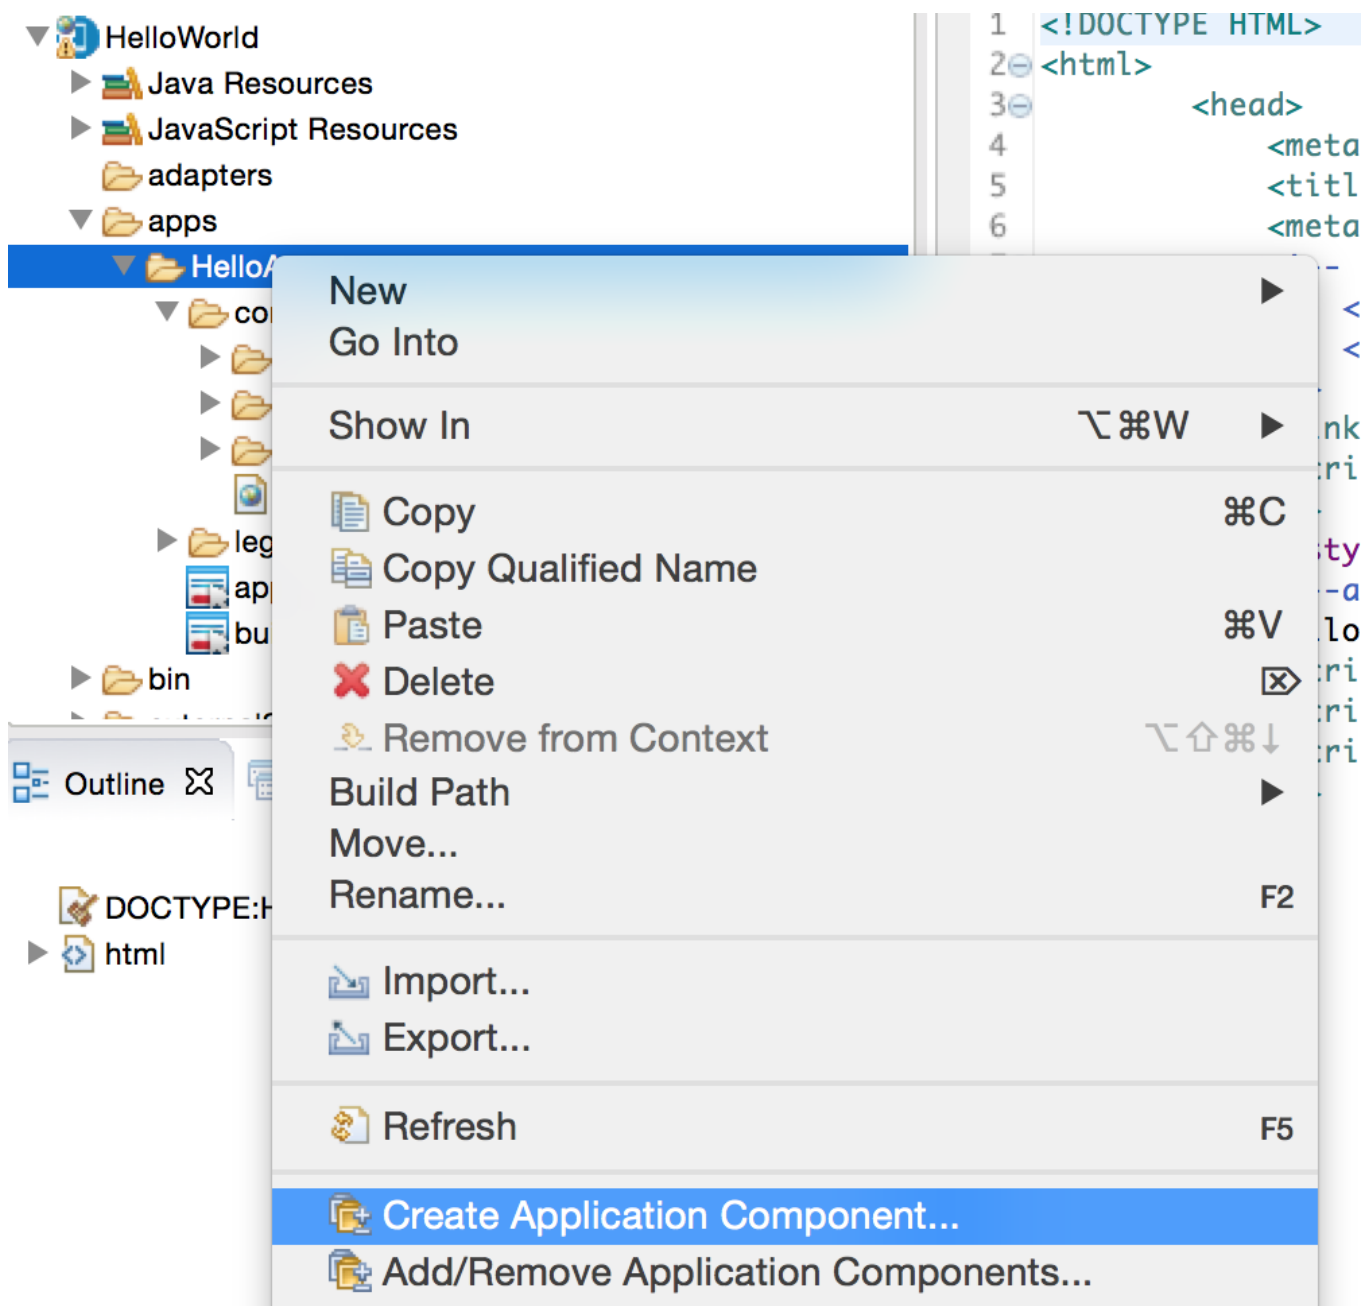 HelloWorld
Java Resources
JavaScript Resources
adapters
apps
bin
Outline
html
1 <!DOCTYPE HTML>
2 <html>
3 <head>
4 <meta
5
6 <meta
New
Go Into
Show In ⌥⌘W
Copy ⌘C
Copy Qualified Name
Paste ⌘V
Delete ⌦
Remove from Context ⌥⇧⌘↓
Build Path
Move...
Rename... F2
Import...
Export...
Refresh F5
Create Application Component...
Add/Remove Application Components...